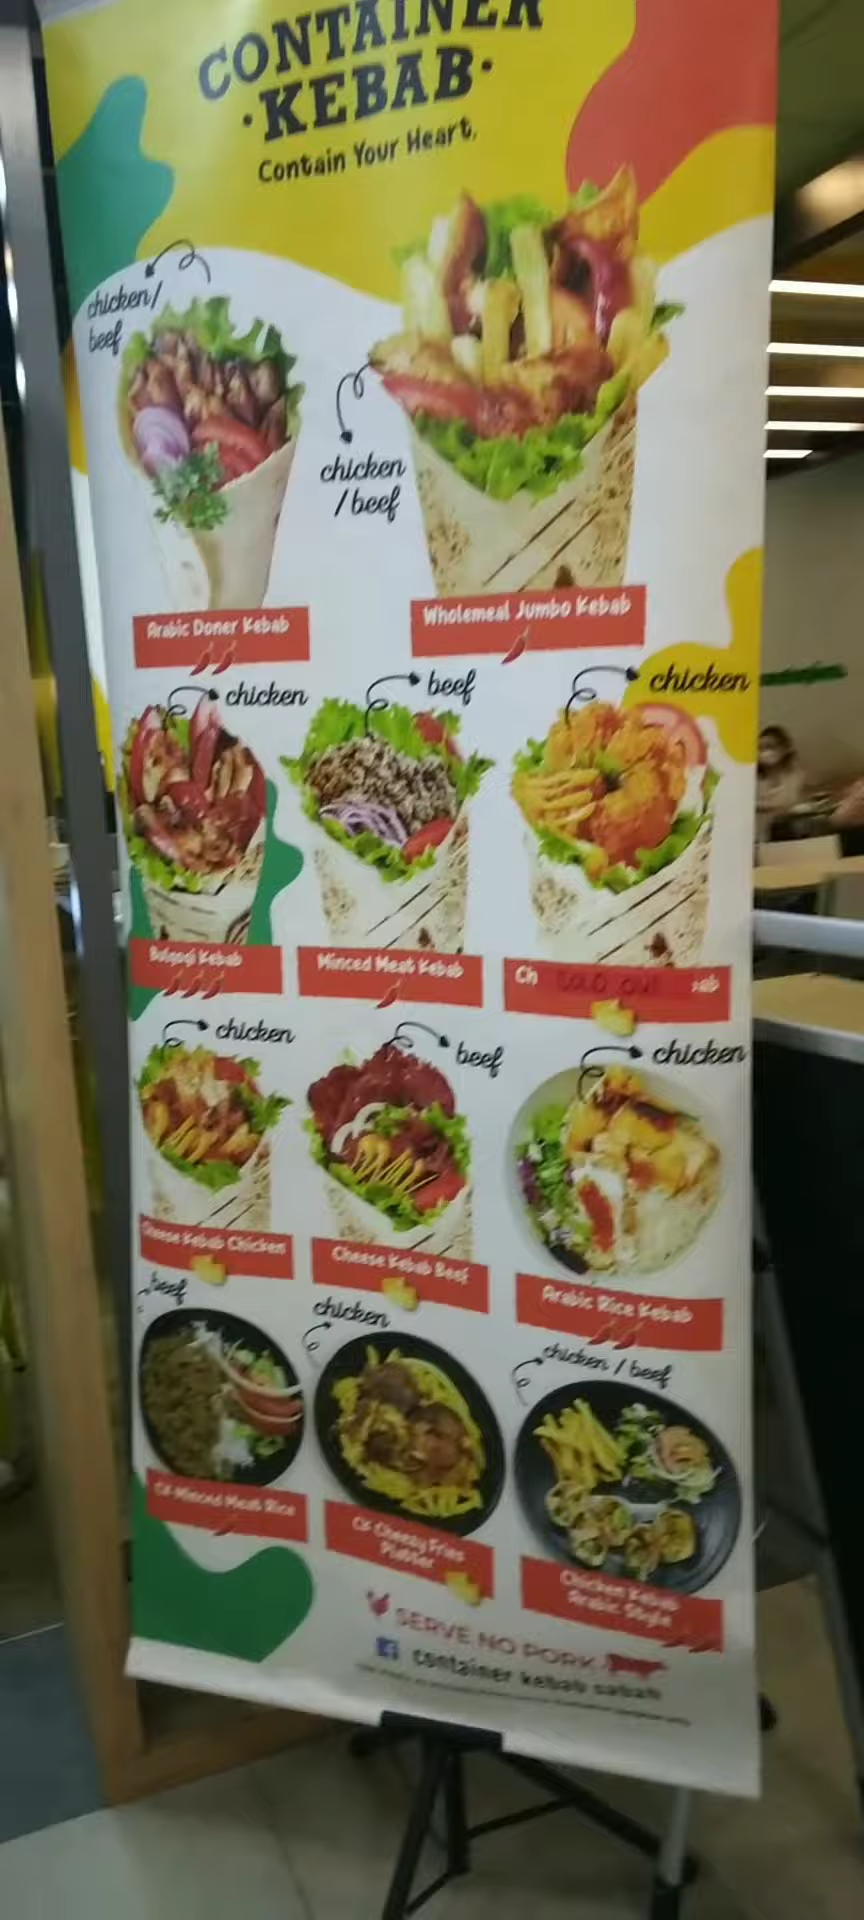 CONTAINER
·KEBAB·
Contain Your Heart.
chicken/
beef
chicken
/beef
Arabic Doner Kebab
Wholemeal Jumbo Kebab
chicken
beef
chicken
Bulgogi Kebab
Minced Meat Kebab
Ch SOLD OUT
chicken
beef
chicken
Cheese Kebab Chicken
Cheese Kebab Beef
Arabic Rice Kebab
beef
chicken
chicken / beef
CK Minced Meat Rice
CK Cheesy Fries
Platter
Chicken Kebab
Arabic Style
SERVE NO PORK
container kebab sabah